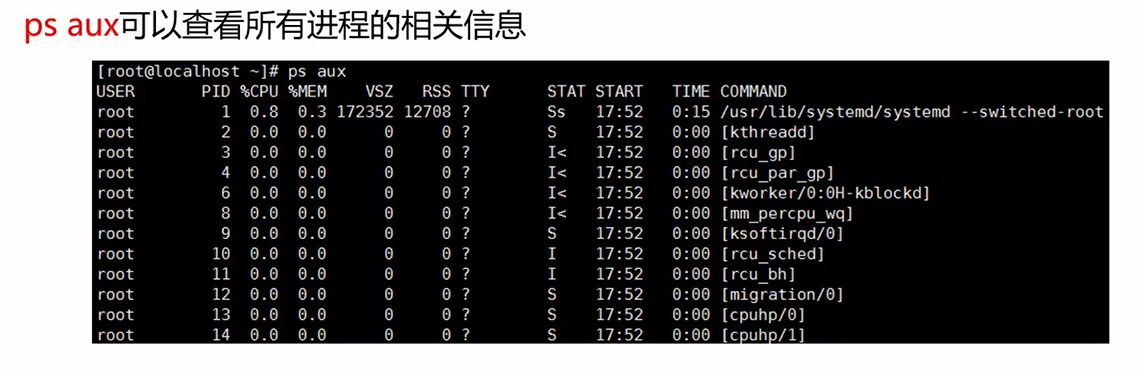 ps aux可以查看所有进程的相关信息
[root@localhost ~]# ps aux
USER PID %CPU %MEM VSZ RSS TTY STAT START TIME COMMAND
root 1 0.8 0.3 172352 12708 ? Ss 17:52 0:15 /usr/lib/systemd/systemd --switched-root
root 2 0.0 0.0 0 0 ? S 17:52 0:00 [kthreadd]
root 3 0.0 0.0 0 0 ? I< 17:52 0:00 [rcu_gp]
root 4 0.0 0.0 0 0 ? I< 17:52 0:00 [rcu_par_gp]
root 6 0.0 0.0 0 0 ? I< 17:52 0:00 [kworker/0:0H-kblockd]
root 8 0.0 0.0 0 0 ? I< 17:52 0:00 [mm_percpu_wq]
root 9 0.0 0.0 0 0 ? S 17:52 0:00 [ksoftirqd/0]
root 10 0.0 0.0 0 0 ? I 17:52 0:00 [rcu_sched]
root 11 0.0 0.0 0 0 ? I 17:52 0:00 [rcu_bh]
root 12 0.0 0.0 0 0 ? S 17:52 0:00 [migration/0]
root 13 0.0 0.0 0 0 ? S 17:52 0:00 [cpuhp/0]
root 14 0.0 0.0 0 0 ? S 17:52 0:00 [cpuhp/1]